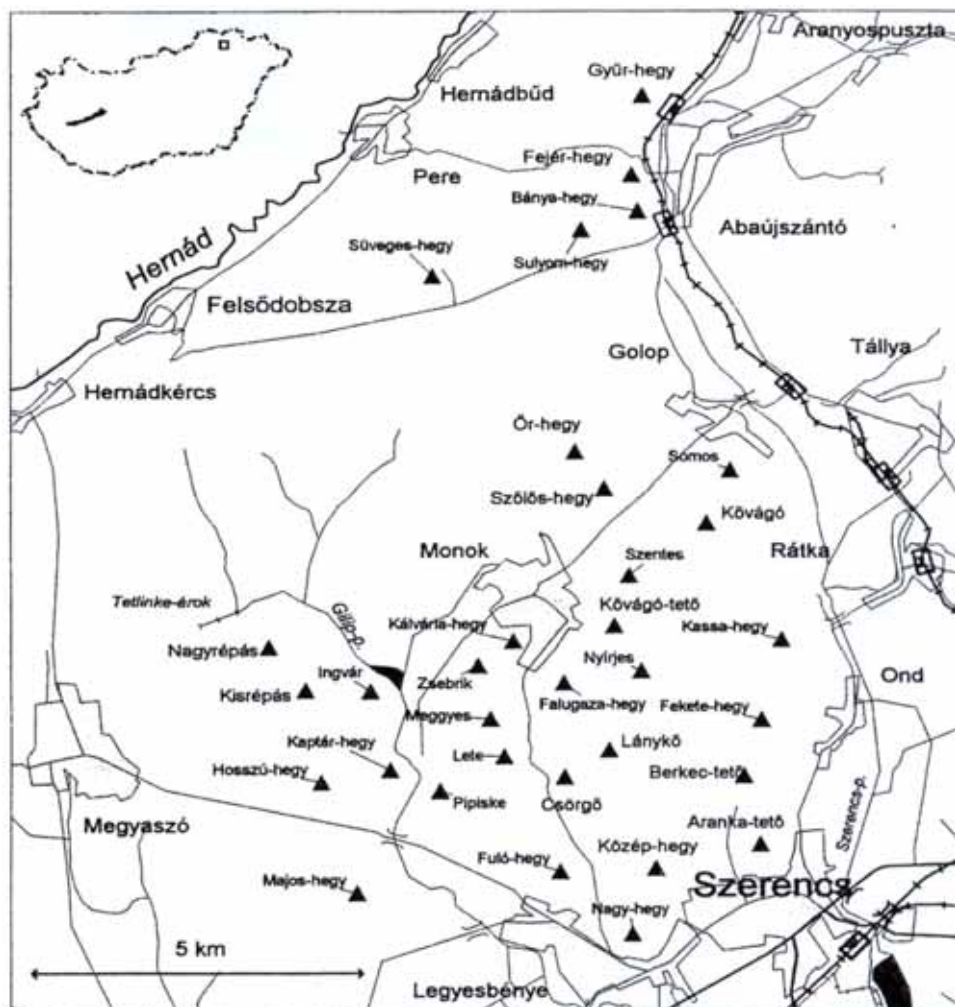 Aranyospuszta
Gyűr-hegy
Hernádbűd
Fejér-hegy
Pere
Bánya-hegy
Abaújszántó
Hernád
Süveges-hegy
Sulyom-hegy
Felsődobsza
Golop
Tállya
Hernádkércs
Őr-hegy
Somos
Szőlős-hegy
Kővágó
Monok
Szentes
Rátka
Tetlinke-árok
Gilip-p.
Kővágó-tető
Kálvária-hegy
Kassa-hegy
Nagyrépás
Ingvár
Zsebrik
Nyírjes
Ond
Kisrépás
Falugaza-hegy
Meggyes
Fekete-hegy
Kaptár-hegy
Lánykő
Lete
Hosszú-hegy
Berkec-tető
Pipiske
Csörgő
Szerencs-p.
Megyaszó
Aranka-tető
Fuló-hegy
Közép-hegy
Majos-hegy
Szerencs
Nagy-hegy
5 km
Legyesbénye